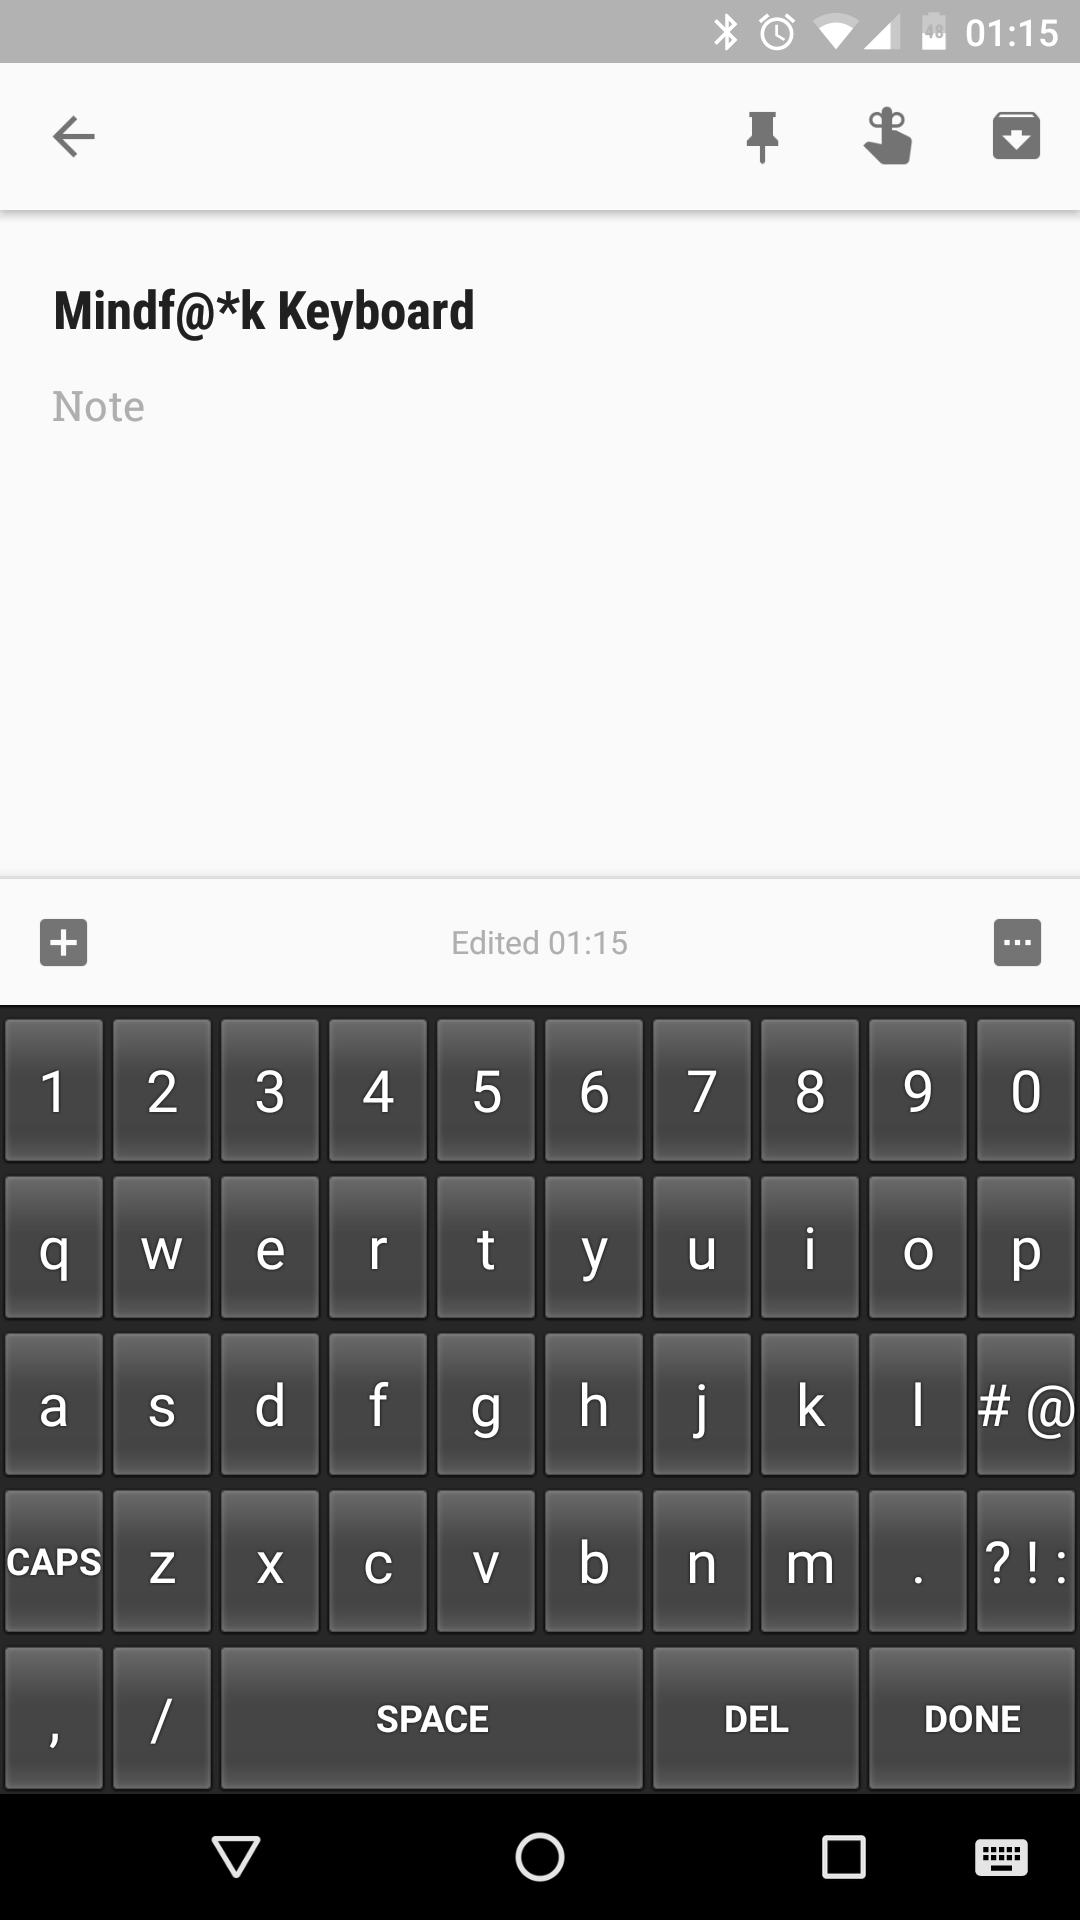 48 01:15
Mindf@*k Keyboard
Note
Edited 01:15
1 2 3 4 5 6 7 8 9 0
q w e r t y u i o p
a s d f g h j k l # @
CAPS z x c v b n m . ? ! :
, / SPACE DEL DONE